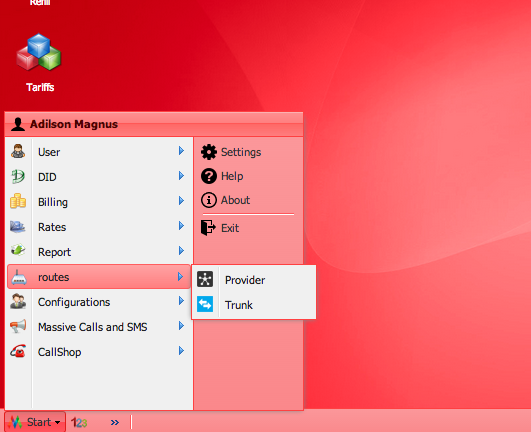 Refill
Tariffs
Adilson Magnus
User
DID
Billing
Rates
Report
routes
Configurations
Massive Calls and SMS
CallShop
Settings
Help
About
Exit
Provider
Trunk
Start
123
»